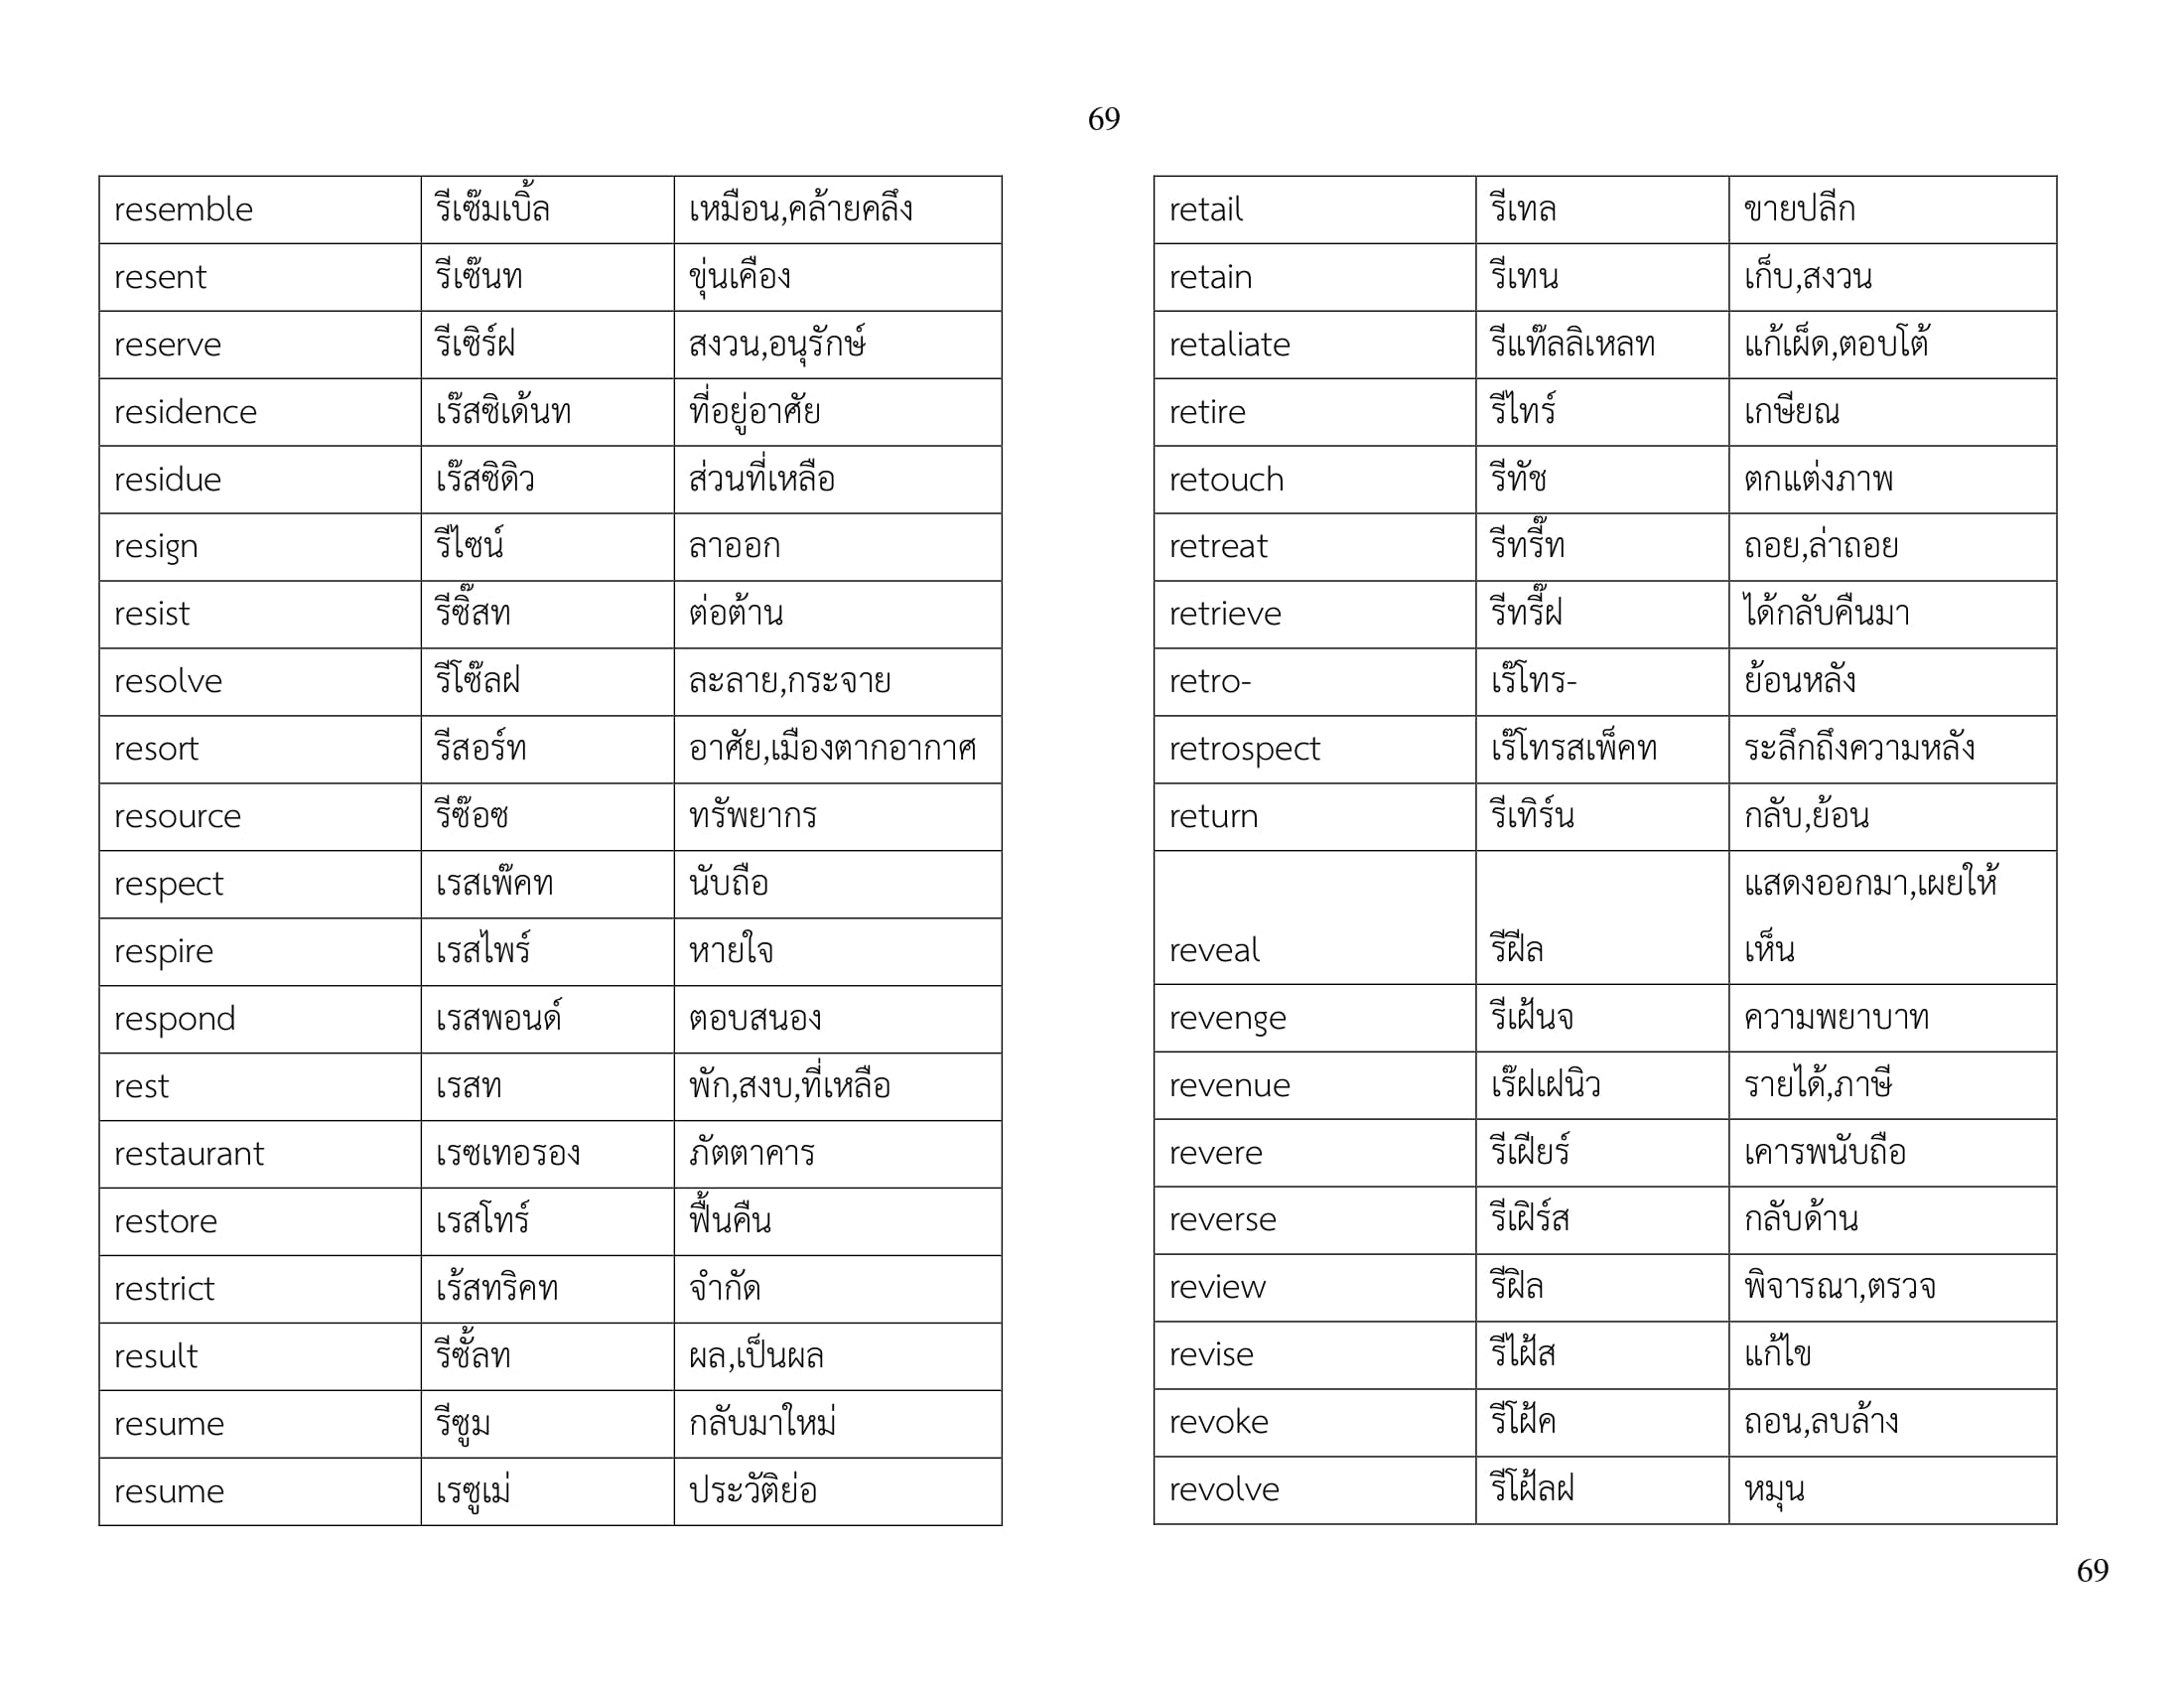 69
resemble รีเซ๊มเบิ้ล เหมือน,คล้ายคลึง
resent รีเซ๊นท ขุ่นเคือง
reserve รีเซิร์ฝ สงวน,อนุรักษ์
residence เร๊สซิเด้นท ที่อยู่อาศัย
residue เร๊สซิดิว ส่วนที่เหลือ
resign รีไซน์ ลาออก
resist รีซิ๊สท ต่อต้าน
resolve รีโซ๊ลฝ ละลาย,กระจาย
resort รีสอร์ท อาศัย,เมืองตากอากาศ
resource รีซ๊อซ ทรัพยากร
respect เรสเพ๊คท นับถือ
respire เรสไพร์ หายใจ
respond เรสพอนด์ ตอบสนอง
rest เรสท พัก,สงบ,ที่เหลือ
restaurant เรซเทอรอง ภัตตาคาร
restore เรสโทร์ ฟื้นคืน
restrict เร้สทริคท จำกัด
result รีซั้ลท ผล,เป็นผล
resume รีซูม กลับมาใหม่
resume เรซูเม่ ประวัติย่อ
retail รีเทล ขายปลีก
retain รีเทน เก็บ,สงวน
retaliate รีแท๊ลลิเหลท แก้เผ็ด,ตอบโต้
retire รีไทร์ เกษียณ
retouch รีทัช ตกแต่งภาพ
retreat รีทรี๊ท ถอย,ล่าถอย
retrieve รีทรี๊ฝ ได้กลับคืนมา
retro- เร๊โทร- ย้อนหลัง
retrospect เร๊โทรสเพ็คท ระลึกถึงความหลัง
return รีเทิร์น กลับ,ย้อน
แสดงออกมา,เผยให้
reveal รีฝีล เห็น
revenge รีเฝ้นจ ความพยาบาท
revenue เร๊ฝเฝนิว รายได้,ภาษี
revere รีเฝียร์ เคารพนับถือ
reverse รีเฝิร์ส กลับด้าน
review รีฝิล พิจารณา,ตรวจ
revise รีไฝ้ส แก้ไข
revoke รีโฝ้ค ถอน,ลบล้าง
revolve รีโฝ้ลฝ หมุน
69